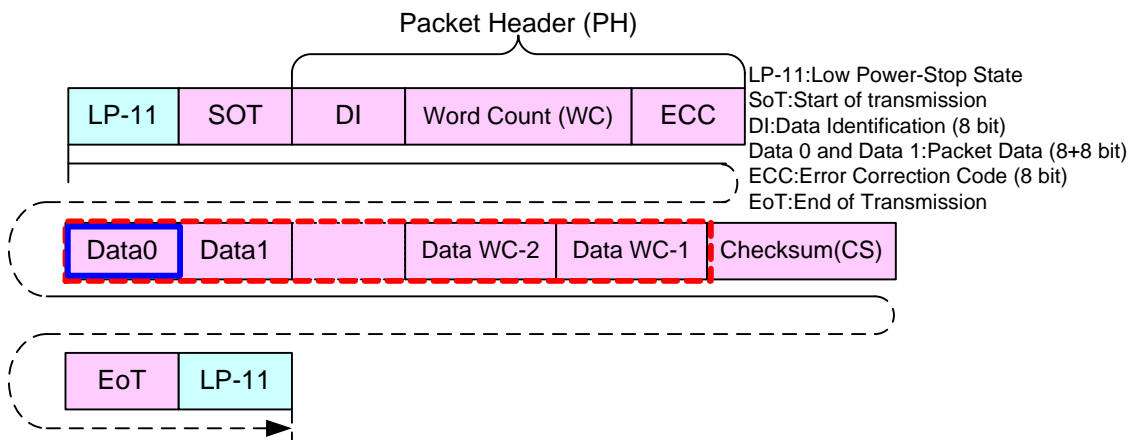 Packet Header (PH)
LP-11:Low Power-Stop State
SoT:Start of transmission
DI:Data Identification (8 bit)
Data 0 and Data 1:Packet Data (8+8 bit)
ECC:Error Correction Code (8 bit)
EoT:End of Transmission
LP-11 SOT DI Word Count (WC) ECC
Data0 Data1 Data WC-2 Data WC-1 Checksum(CS)
EoT LP-11